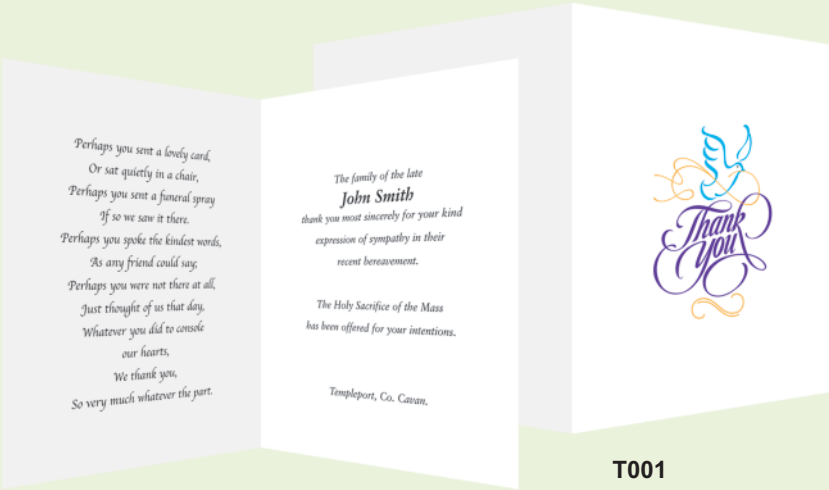 Perhaps you sent a lovely card,
Or sat quietly in a chair,
Perhaps you sent a funeral spray
If so we saw it there.
Perhaps you spoke the kindest words,
As any friend could say;
Perhaps you were not there at all,
Just thought of us that day,
Whatever you did to console
our hearts,
We thank you,
So very much whatever the part.
The family of the late
John Smith
thank you most sincerely for your kind
expression of sympathy in their
recent bereavement.
The Holy Sacrifice of the Mass
has been offered for your intentions.
Templeport, Co. Cavan.
Thank
You
T001